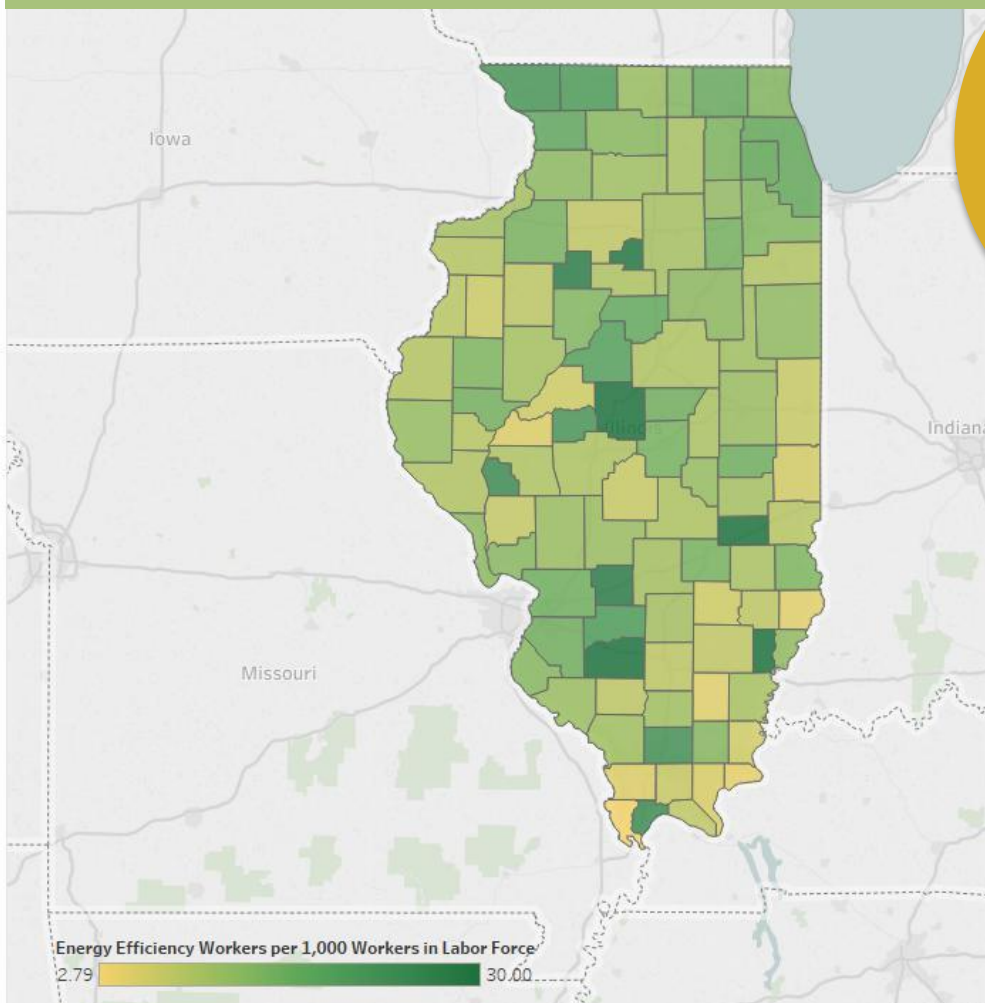 Iowa
Illinois
Indiana
Missouri
Energy Efficiency Workers per 1,000 Workers in Labor Force
2.79 30.00